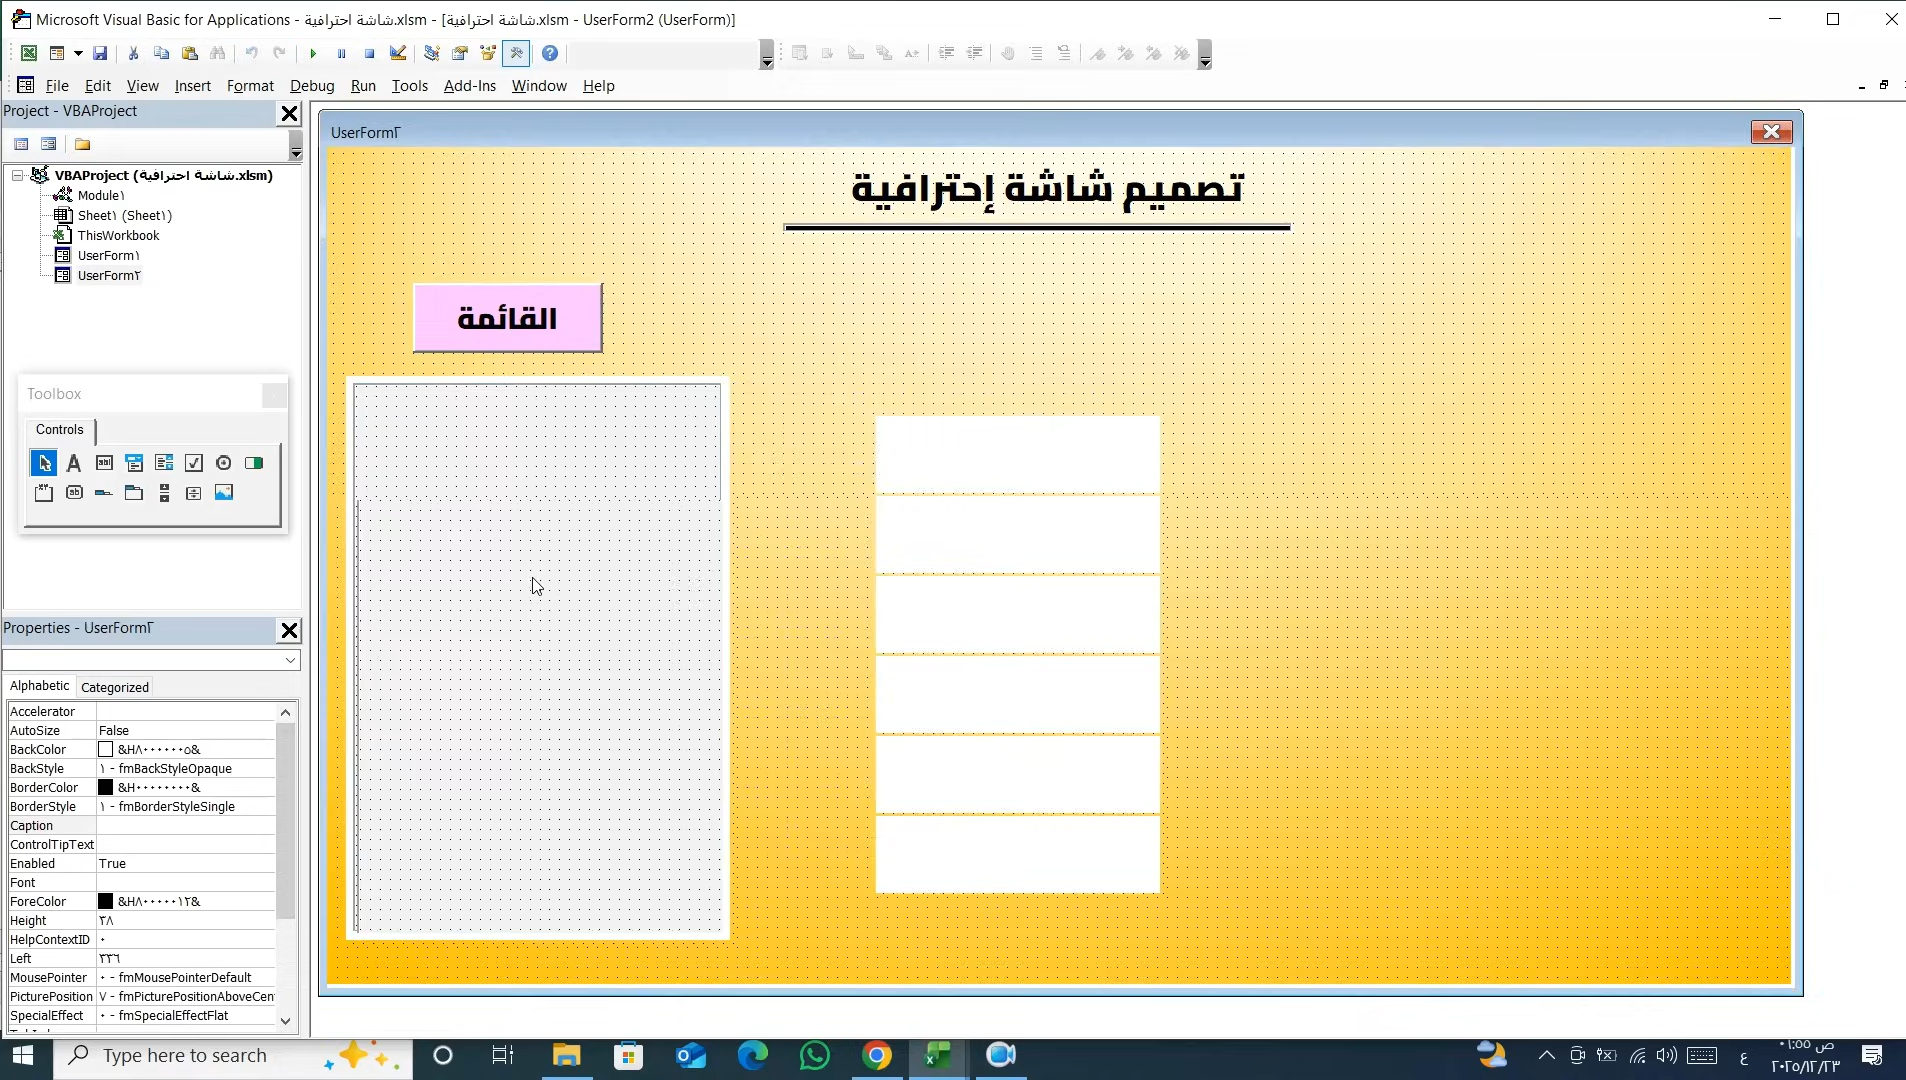 Microsoft Visual Basic for Applications - شاشة احترافية.xlsm - [شاشة احترافية.xlsm - UserForm2 (UserForm)]
File Edit View Insert Format Debug Run Tools Add-Ins Window Help
Project - VBAProject
VBAProject (شاشة احترافية.xlsm)
Module١
Sheet١ (Sheet١)
ThisWorkbook
UserForm١
UserForm٢
Toolbox
Controls
Properties - UserForm٢
Alphabetic Categorized
Accelerator
AutoSize False
BackColor &H٨٠٠٠٠٠٠٥&
BackStyle ١ - fmBackStyleOpaque
BorderColor &H٠٠٠٠٠٠٠٠&
BorderStyle ١ - fmBorderStyleSingle
Caption
ControlTipText
Enabled True
Font
ForeColor &H٨٠٠٠٠٠١٢&
Height ٣٨
HelpContextID ٠
Left ٣٣٦
MousePointer ٠ - fmMousePointerDefault
PicturePosition ٧ - fmPicturePositionAboveCen
SpecialEffect ٠ - fmSpecialEffectFlat
UserForm٢
تصميم شاشة إحترافية
القائمة
Type here to search
ع
٠١:٥٥ ص
٢٠٢٥/١٢/٢٣